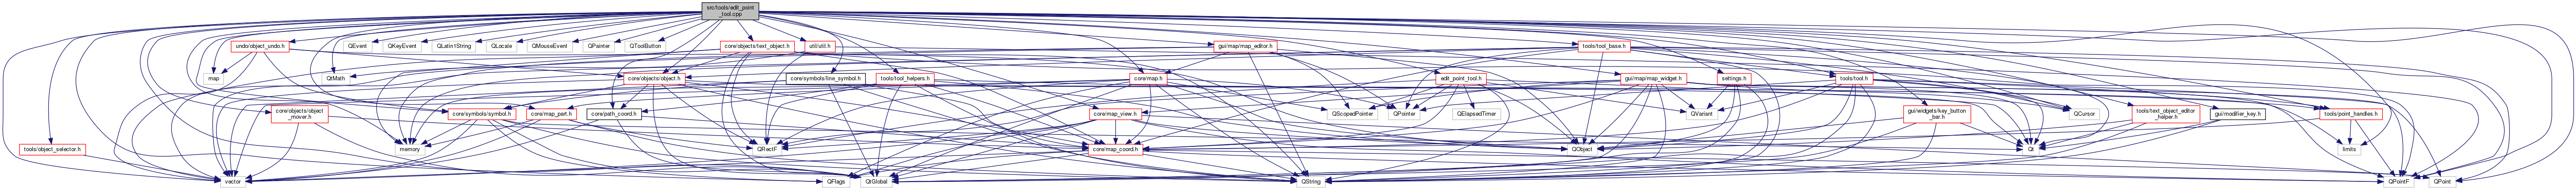 src/tools/edit_point
_tool.cpp
undo/object_undo.h
QEvent
QKeyEvent
QLatin1String
QLocale
QMouseEvent
QPainter
QToolButton
core/objects/text_object.h
util/util.h
gui/map/map_editor.h
tools/tool_base.h
map
QtMath
core/objects/object.h
core/symbols/line_symbol.h
tools/tool_helpers.h
core/map.h
edit_point_tool.h
gui/map/map_widget.h
settings.h
tools/tool.h
core/objects/object
_mover.h
core/symbols/symbol.h
core/map_part.h
core/path_coord.h
core/map_view.h
QScopedPointer
QPointer
QElapsedTimer
QVariant
gui/widgets/key_button
_bar.h
QCursor
tools/text_object_editor
_helper.h
gui/modifier_key.h
tools/point_handles.h
tools/object_selector.h
memory
QRectF
core/map_coord.h
QObject
Qt
limits
vector
QFlags
QtGlobal
QString
QPointF
QPoint